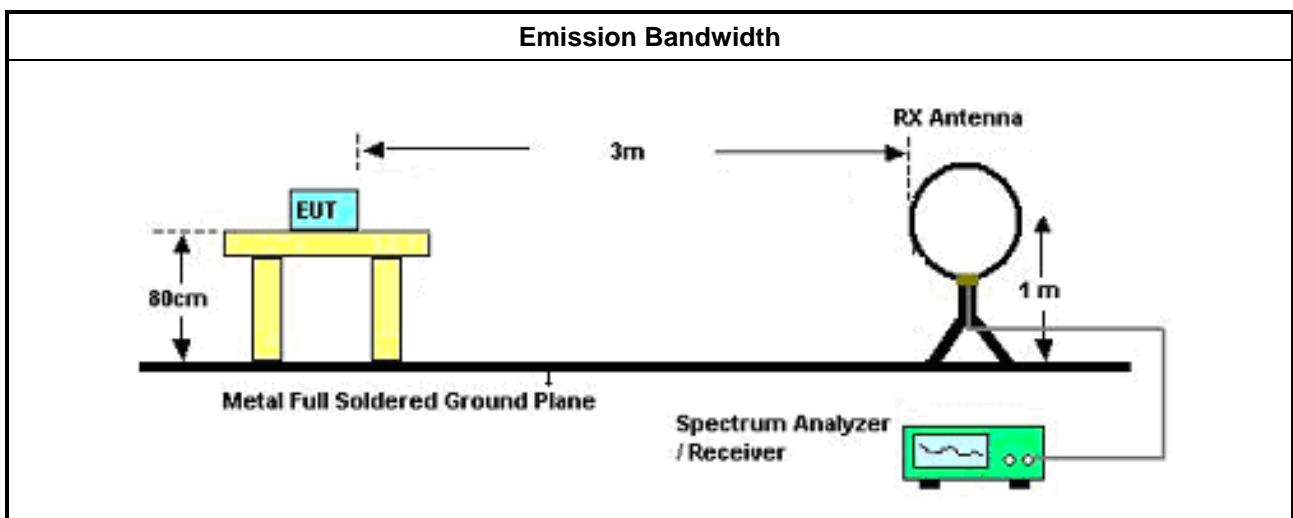 Emission Bandwidth
RX Antenna
3m
EUT
80cm
1 m
Metal Full Soldered Ground Plane
Spectrum Analyzer
/ Receiver